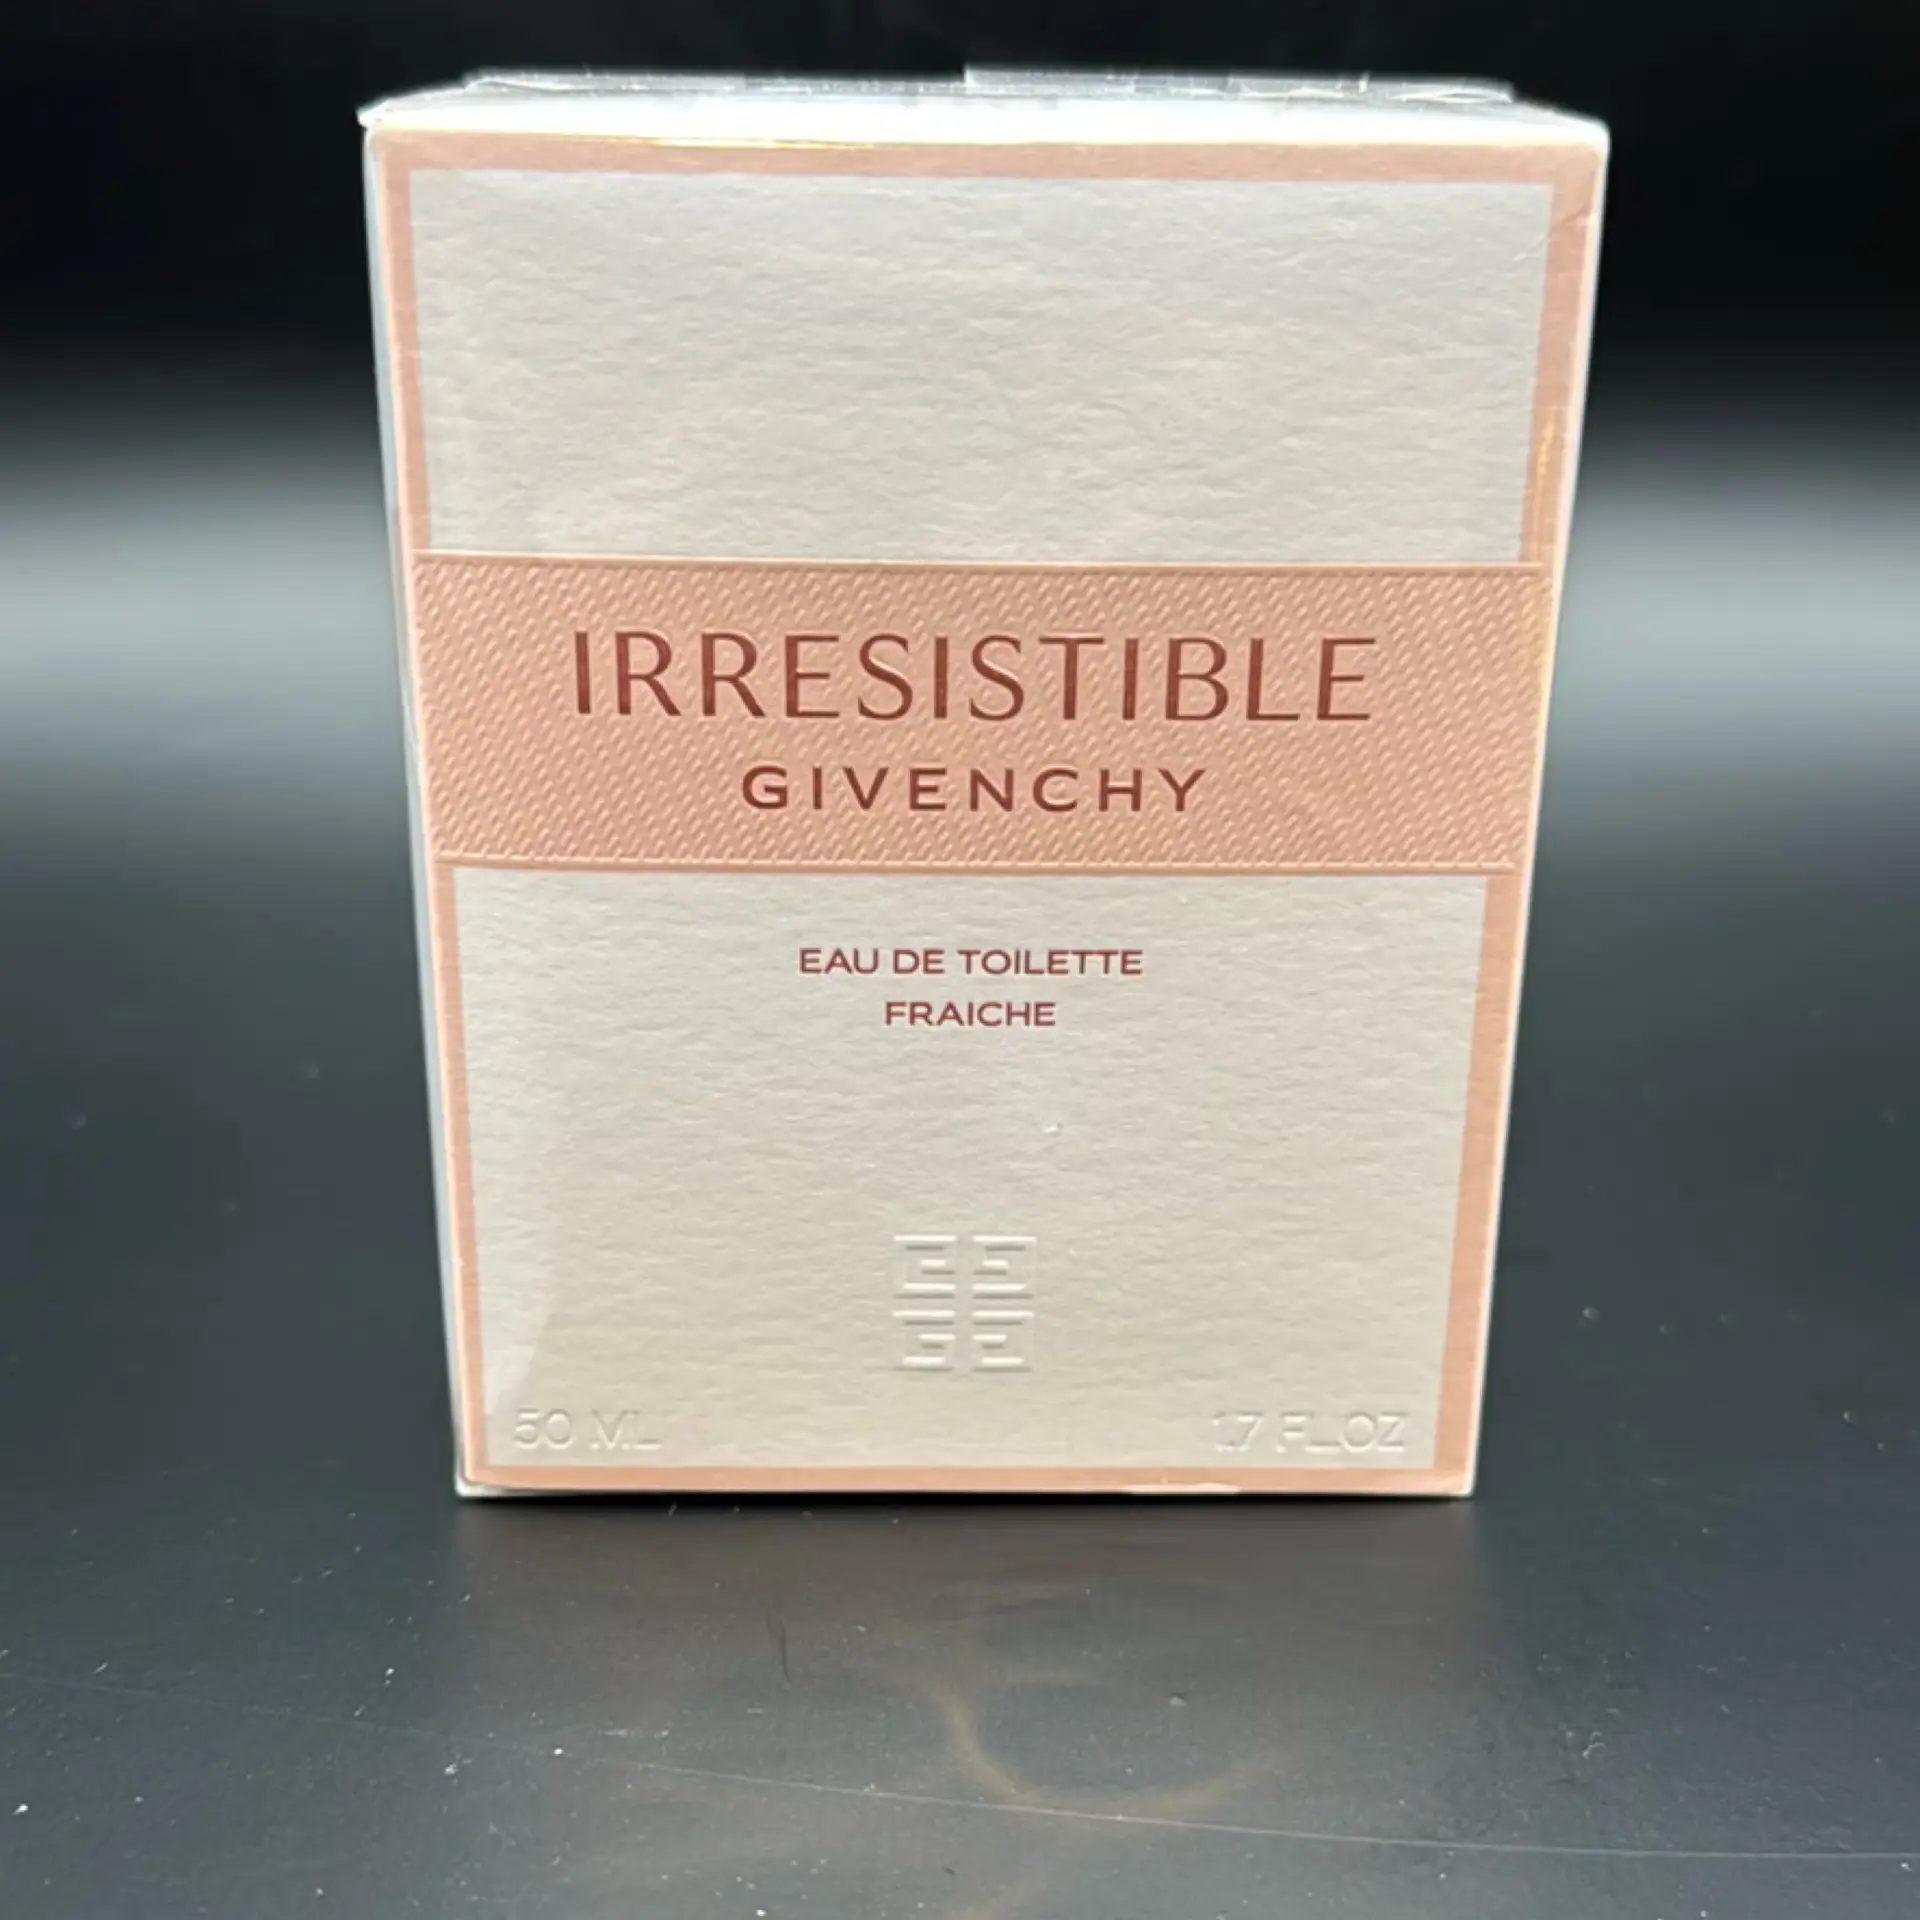 IRRESISTIBLE
GIVENCHY
EAU DE TOILETTE
FRAICHE
50 ML 1.7 FL.OZ